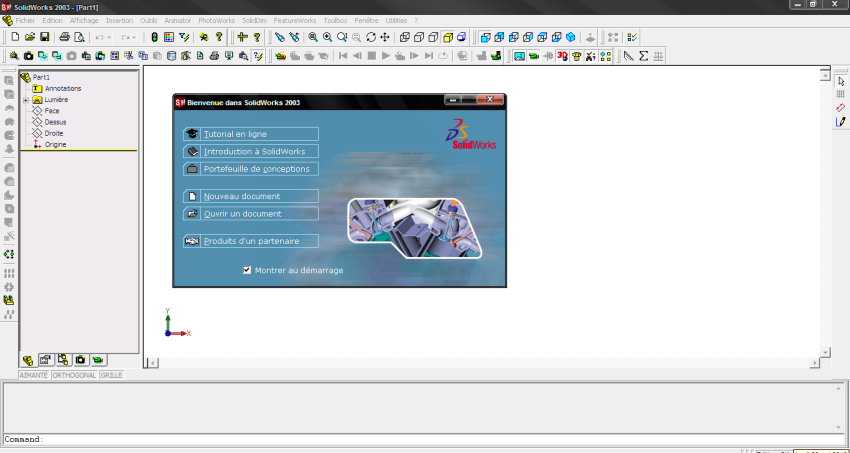 SolidWorks 2003 - [Part1]
Fichier Edition Affichage Insertion Outils Animator PhotoWorks SolidDim FeatureWorks Toolbox Fenêtre Utilities ?
Part1
Annotations
Lumière
Face
Dessus
Droite
Origine
Bienvenue dans SolidWorks 2003
Tutorial en ligne
Introduction à SolidWorks
Portefeuille de conceptions
Nouveau document
Ouvrir un document
Produits d'un partenaire
Montrer au démarrage
SolidWorks
Y
X
AIMANTÉ ORTHOGONAL GRILLE
Command: